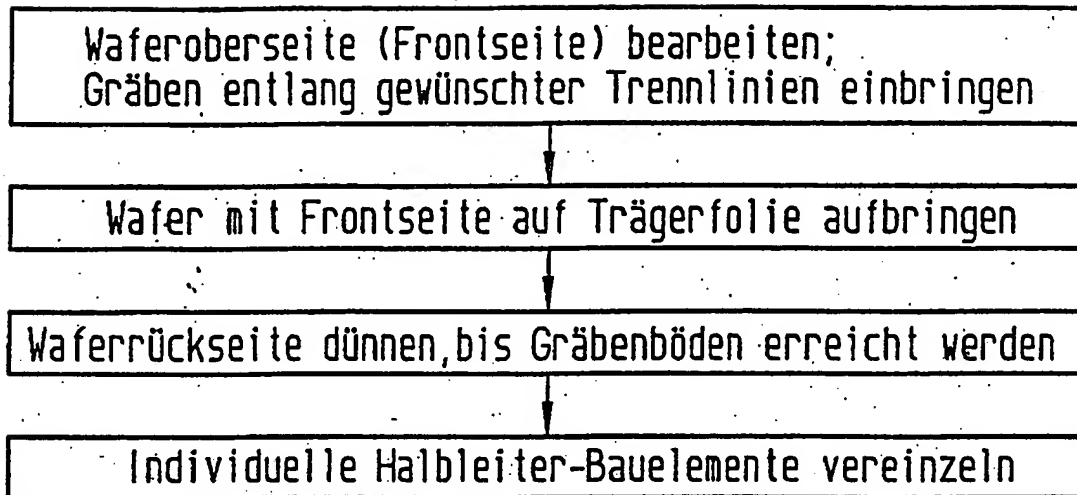 Waferoberseite (Frontseite) bearbeiten;
Gräben entlang gewünschter Trennlinien einbringen
Wafer mit Frontseite auf Trägerfolie aufbringen
Waferrückseite dünnen, bis Gräbenböden erreicht werden
Individuelle Halbleiter-Bauelemente vereinzeln